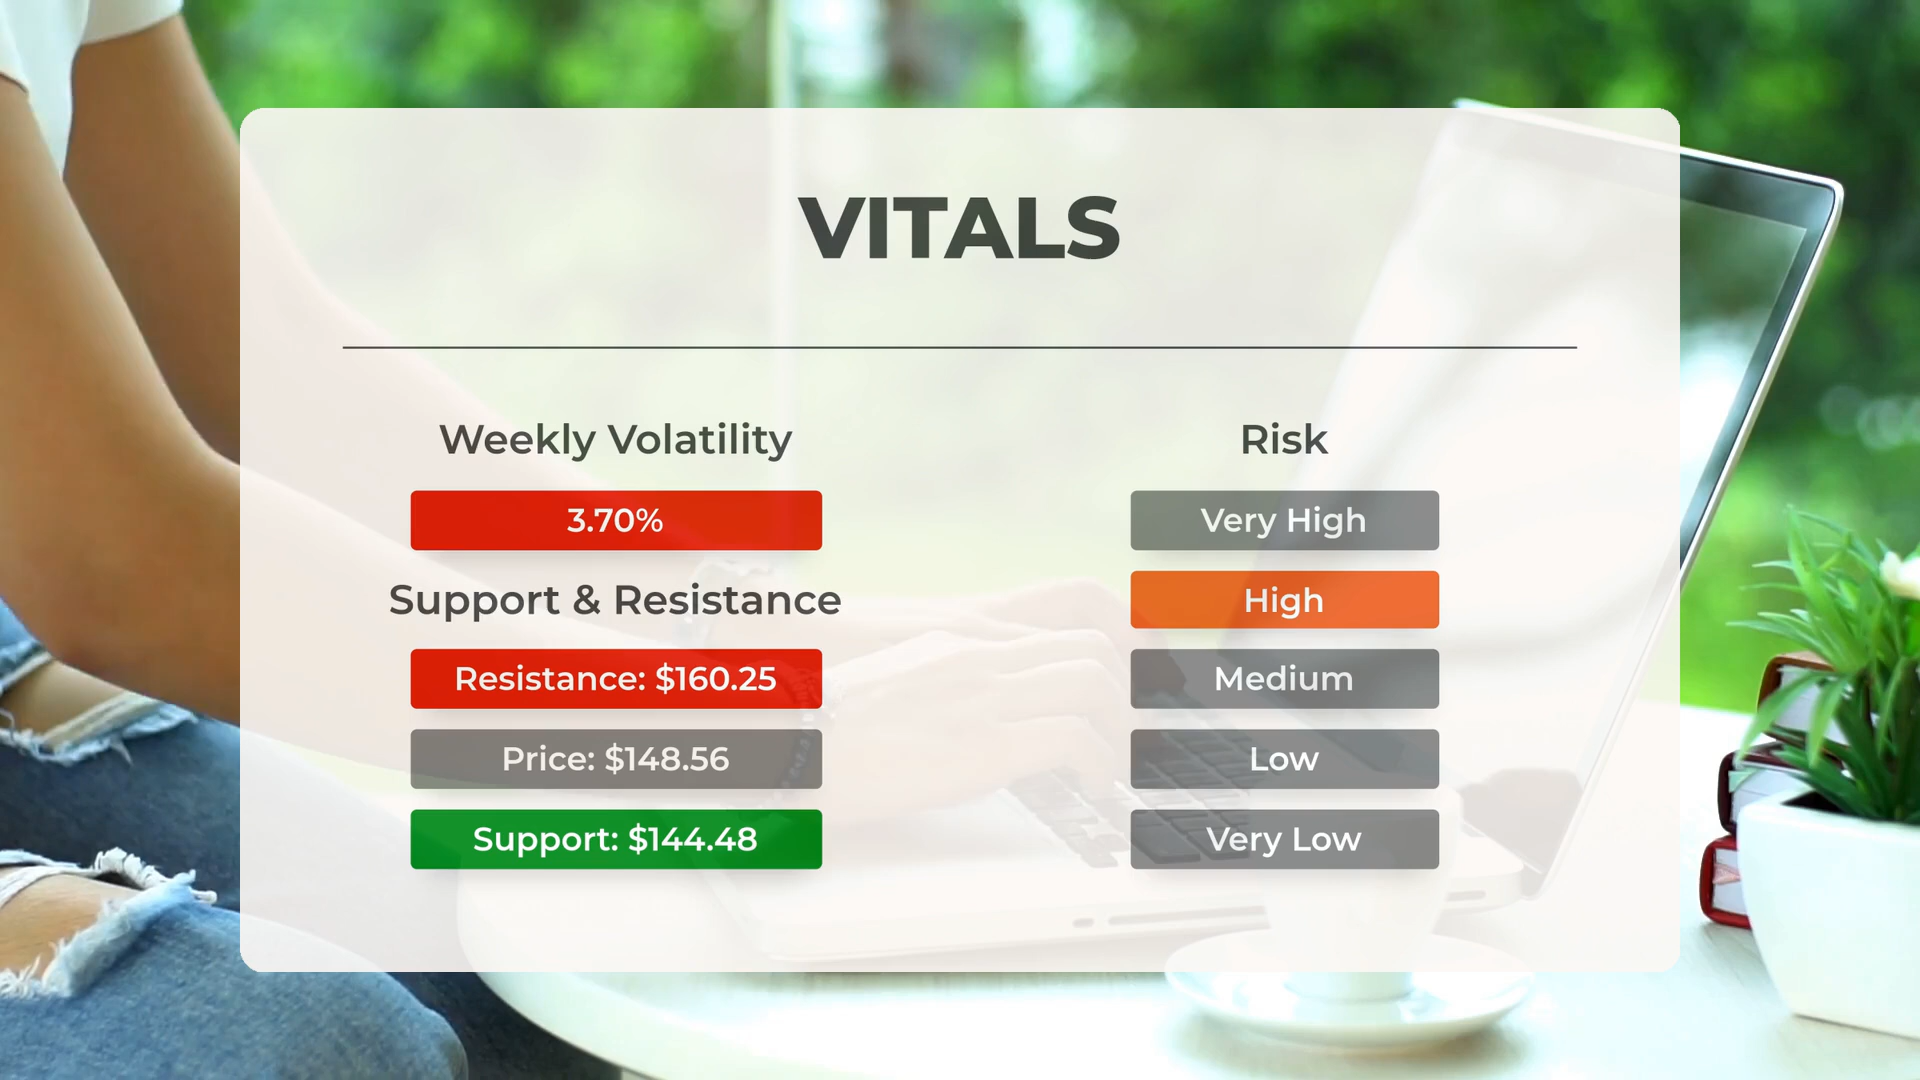 VITALS
Weekly Volatility
3.70%
Support & Resistance
Resistance: $160.25
Price: $148.56
Support: $144.48
Risk
Very High
High
Medium
Low
Very Low